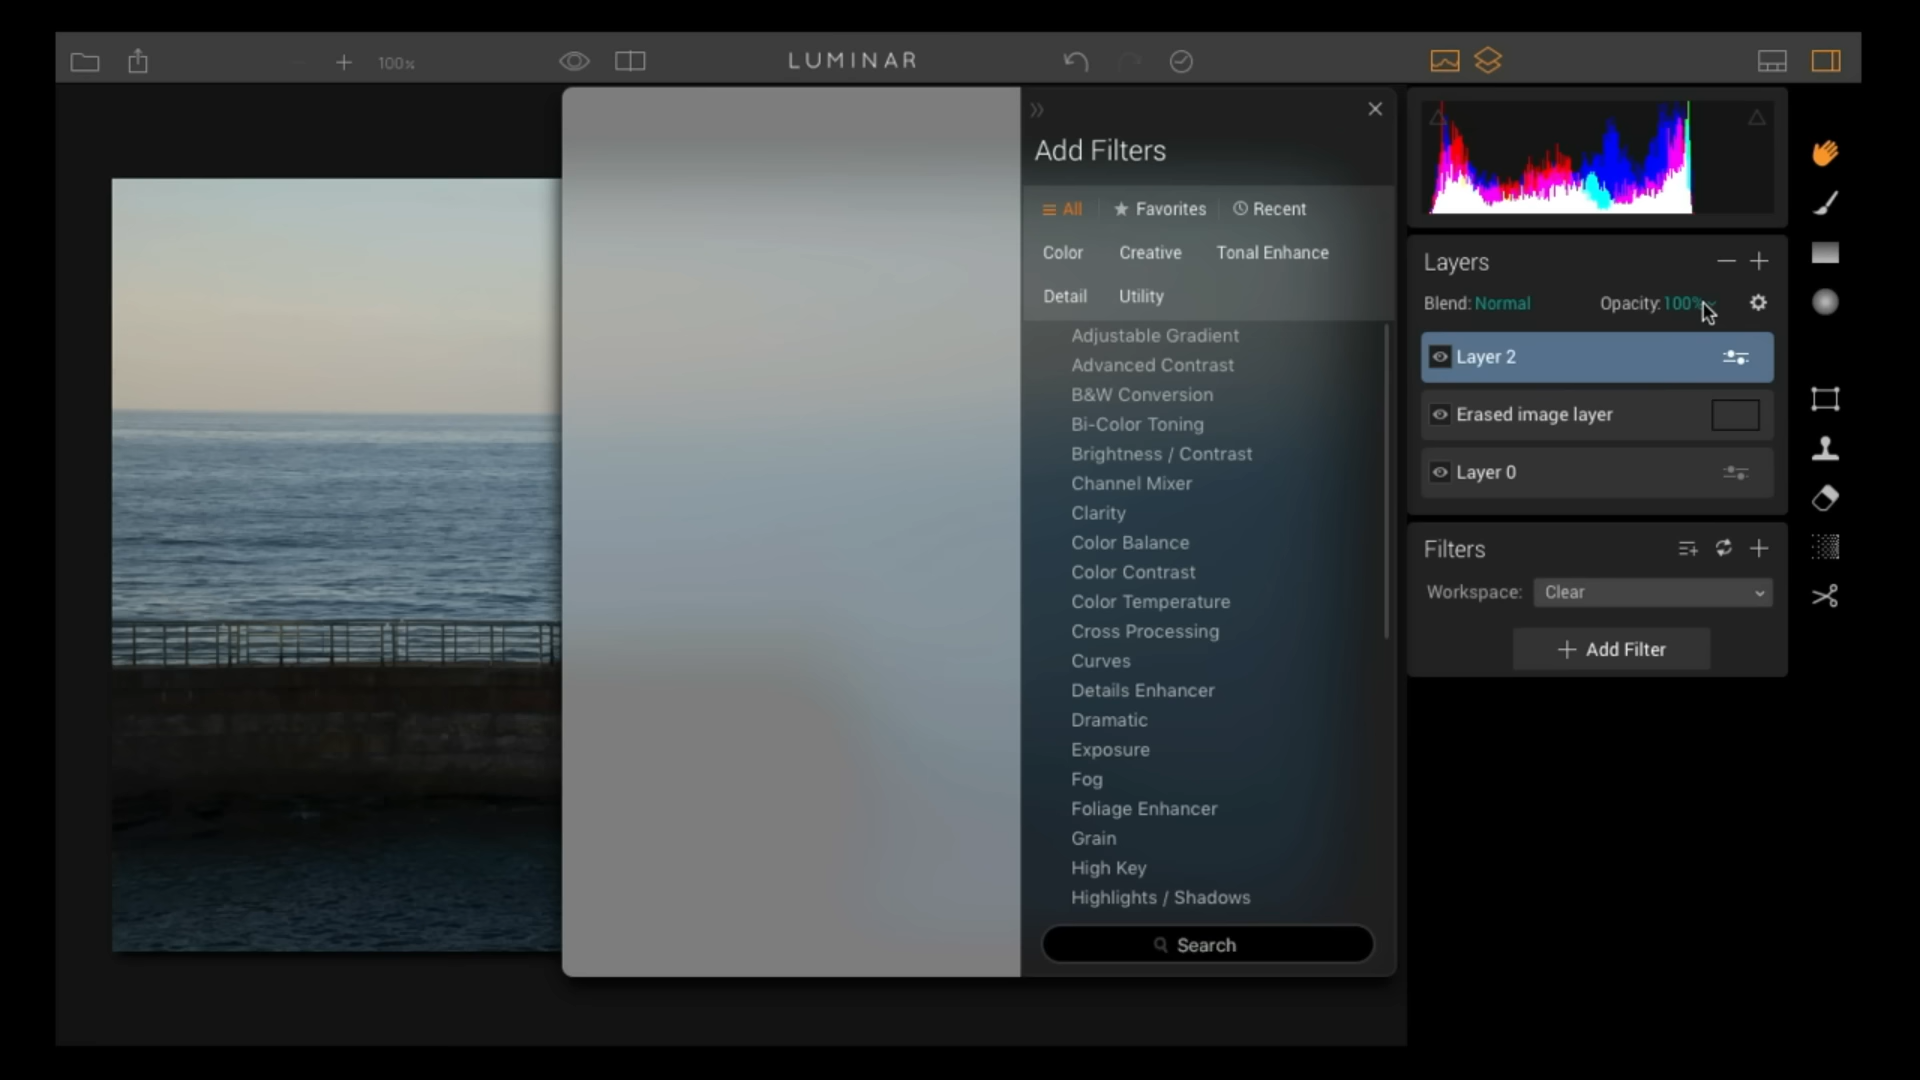 100%
LUMINAR
Add Filters
All
Favorites
Recent
Color
Creative
Tonal Enhance
Detail
Utility
Adjustable Gradient
Advanced Contrast
B&W Conversion
Bi-Color Toning
Brightness / Contrast
Channel Mixer
Clarity
Color Balance
Color Contrast
Color Temperature
Cross Processing
Curves
Details Enhancer
Dramatic
Exposure
Fog
Foliage Enhancer
Grain
High Key
Highlights / Shadows
Search
Layers
Blend: Normal
Opacity: 100%
Layer 2
Erased image layer
Layer 0
Filters
Workspace: Clear
Add Filter